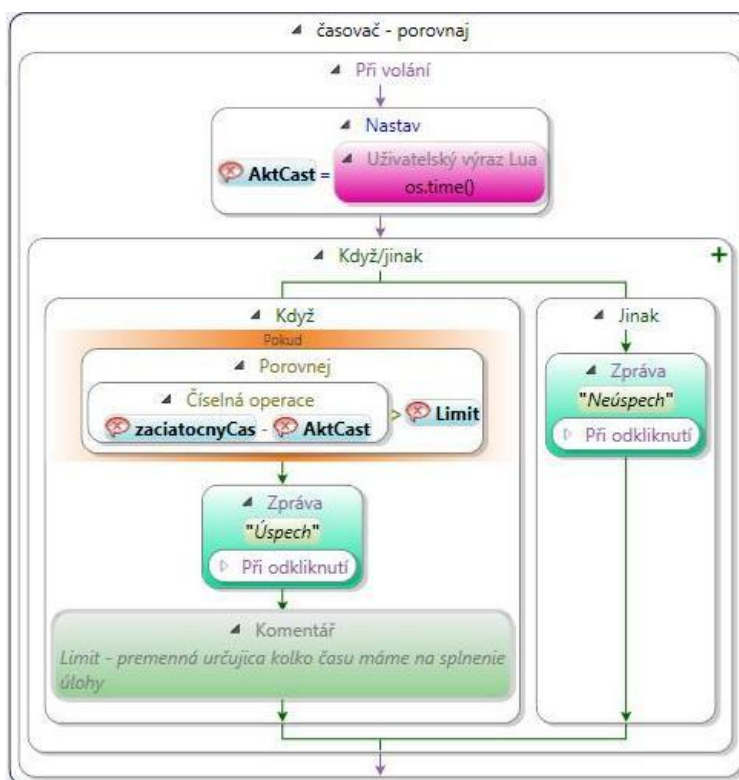 časovač - porovnaj
Při volání
Nastav
AktCast =
Uživatelský výraz Lua
os.time()
Když/jinak
Když
Pokud
Porovnej
Číselná operace
zaciatocnyCas - AktCast
> Limit
Zpráva
"Úspech"
Při odkliknutí
Komentář
Limit - premenná určujica kolko času máme na splnenie
úlohy
Jinak
Zpráva
"Neúspech"
Při odkliknutí